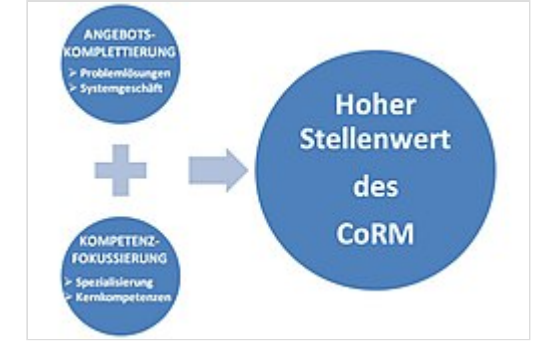 ANGEBOTS-
KOMPLETTIERUNG
➢ Problemlösungen
➢ Systemgeschäft
KOMPETENZ-
FOKUSSIERUNG
➢ Spezialisierung
➢ Kernkompetenzen
Hoher
Stellenwert
des
CoRM